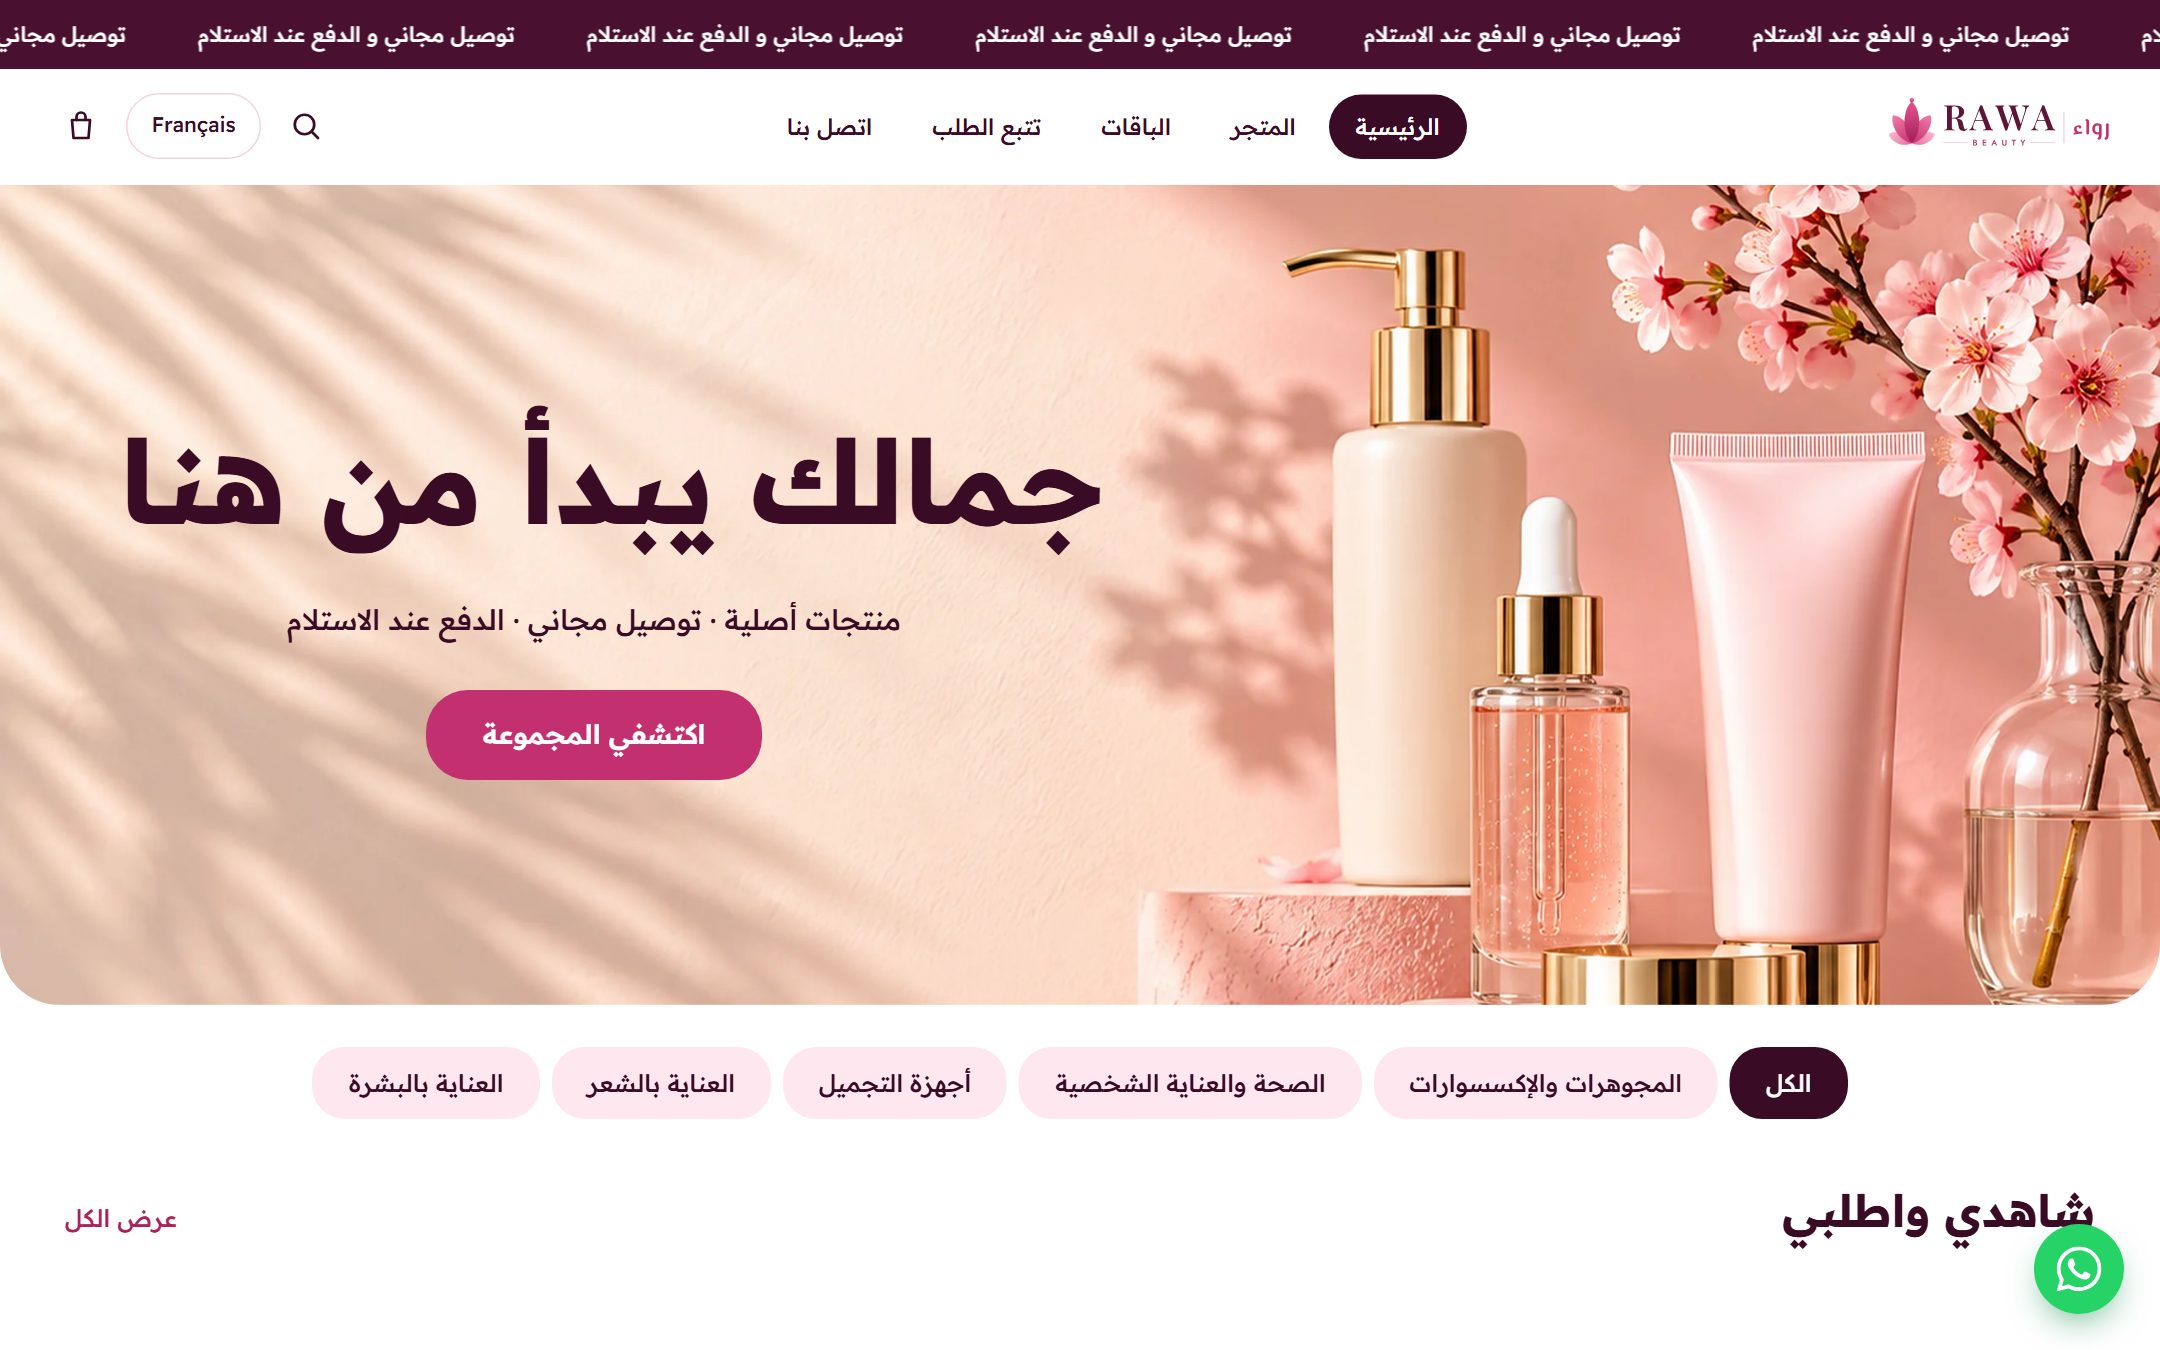 توصيل مجاني و الدفع عند الاستلام توصيل مجاني و الدفع عند الاستلام توصيل مجاني و الدفع عند الاستلام توصيل مجاني و الدفع عند الاستلام توصيل مجاني و الدفع عند الاستلام توصيل مجاني
رواء RAWA
BEAUTY
الرئيسية المتجر الباقات تتبع الطلب اتصل بنا Français
جمالك يبدأ من هنا
منتجات أصلية · توصيل مجاني · الدفع عند الاستلام
اكتشفي المجموعة
الكل المجوهرات والإكسسوارات الصحة والعناية الشخصية أجهزة التجميل العناية بالشعر العناية بالبشرة
شاهدي واطلبي عرض الكل